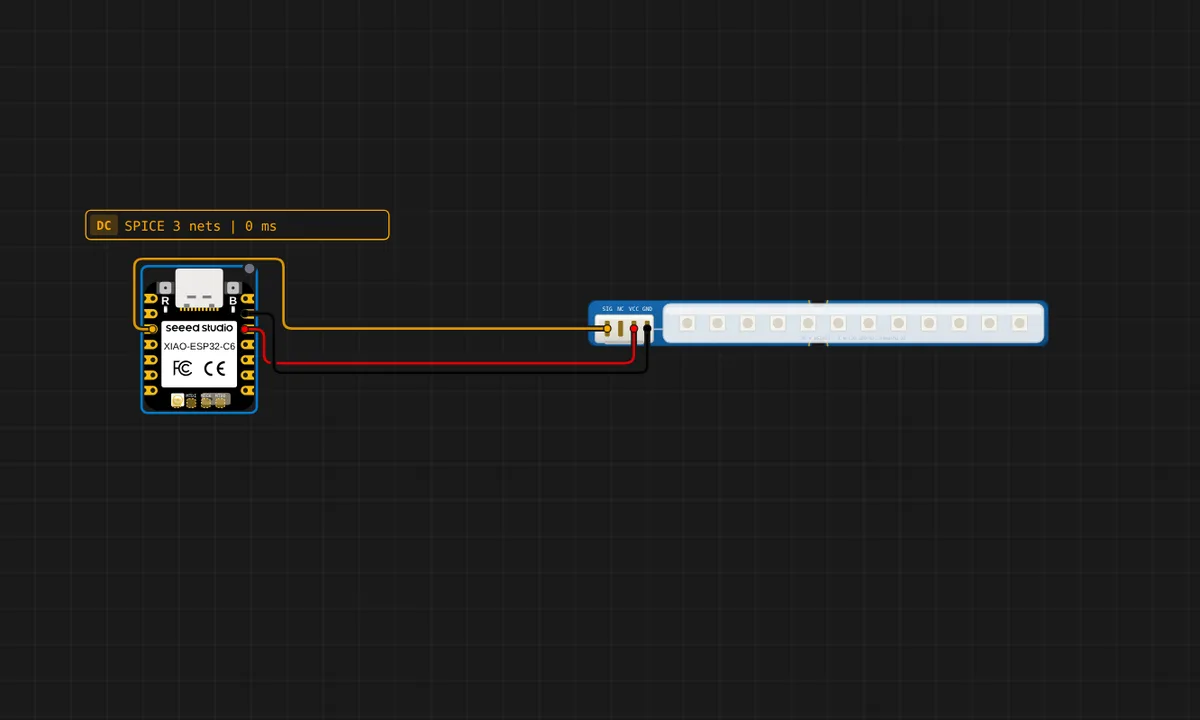 DC SPICE 3 nets | 0 ms
R B
seeed studio
XIAO-ESP32-C6
FC CE
SIG NC VCC GND